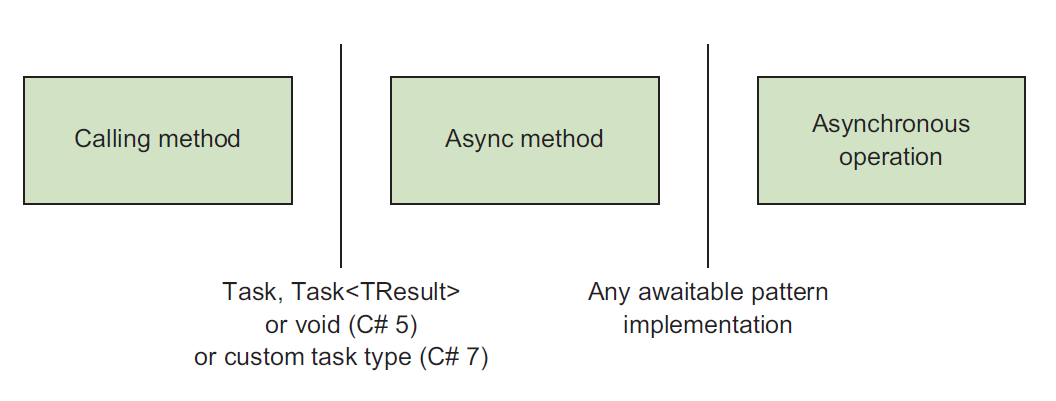 Calling method
Async method
Asynchronous
operation
Task, Task<TResult>
or void (C# 5)
or custom task type (C# 7)
Any awaitable pattern
implementation